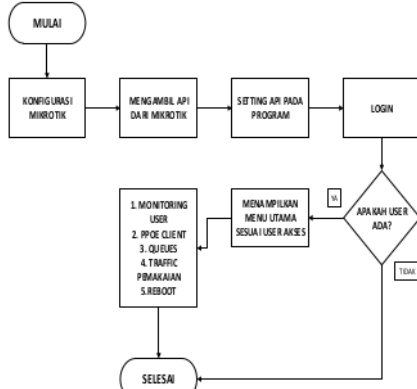 MULAI
KONFIGURASI
MIKROTIK
MENGAMBIL API
DARI MIKROTIK
SETTING API PADA
PROGRAM
LOGIN
APAKAH USER
ADA?
YA
TIDAK
MENAMPILKAN
MENU UTAMA
SESUAI USER AKSES
1. MONITORING
USER
2. PPOE CLIENT
3. QUEUES
4. TRAFFIC
PEMAKAIAN
5.REBOOT
SELESAI